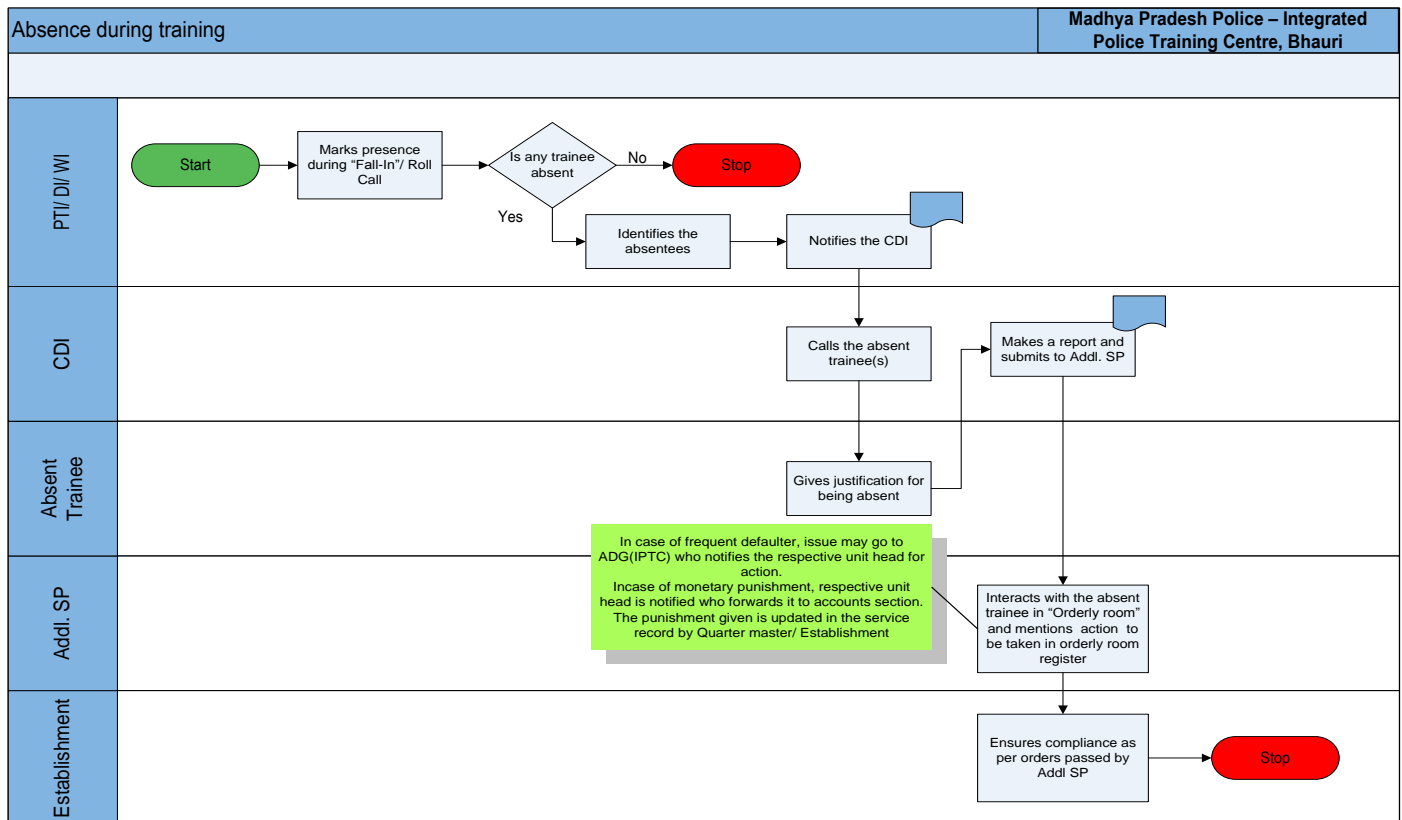 Absence during training
Madhya Pradesh Police – Integrated
Police Training Centre, Bhauri
PTI/ DI/ WI
Start
Marks presence
during “Fall-In”/ Roll
Call
Is any trainee
absent
No
Stop
Yes
Identifies the
absentees
Notifies the CDI
CDI
Calls the absent
trainee(s)
Makes a report and
submits to Addl. SP
Absent
Trainee
Gives justification for
being absent
Addl. SP
In case of frequent defaulter, issue may go to
ADG(IPTC) who notifies the respective unit head for
action.
Incase of monetary punishment, respective unit
head is notified who forwards it to accounts section.
The punishment given is updated in the service
record by Quarter master/ Establishment
Interacts with the absent
trainee in “Orderly room”
and mentions action to
be taken in orderly room
register
Establishment
Ensures compliance as
per orders passed by
Addl SP
Stop